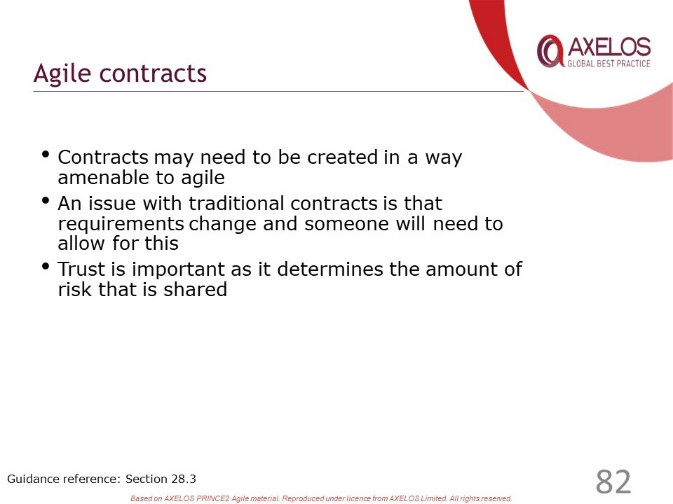 AXELOS
GLOBAL BEST PRACTICE
Agile contracts
• Contracts may need to be created in a way
amenable to agile
• An issue with traditional contracts is that
requirements change and someone will need to
allow for this
• Trust is important as it determines the amount of
risk that is shared
Guidance reference: Section 28.3
82
Based on AXELOS PRINCE2 Agile material. Reproduced under licence from AXELOS Limited. All rights reserved.